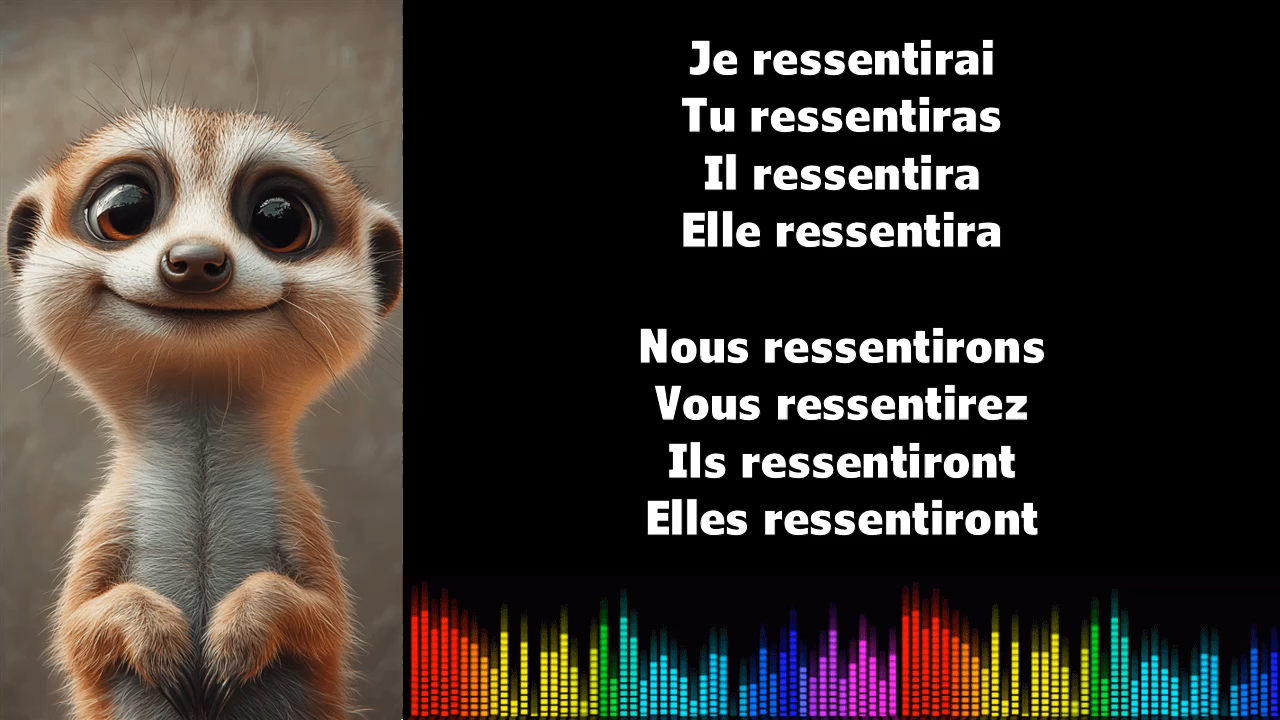 Je ressentirai
Tu ressentiras
Il ressentira
Elle ressentira
Nous ressentirons
Vous ressentirez
Ils ressentiront
Elles ressentiront